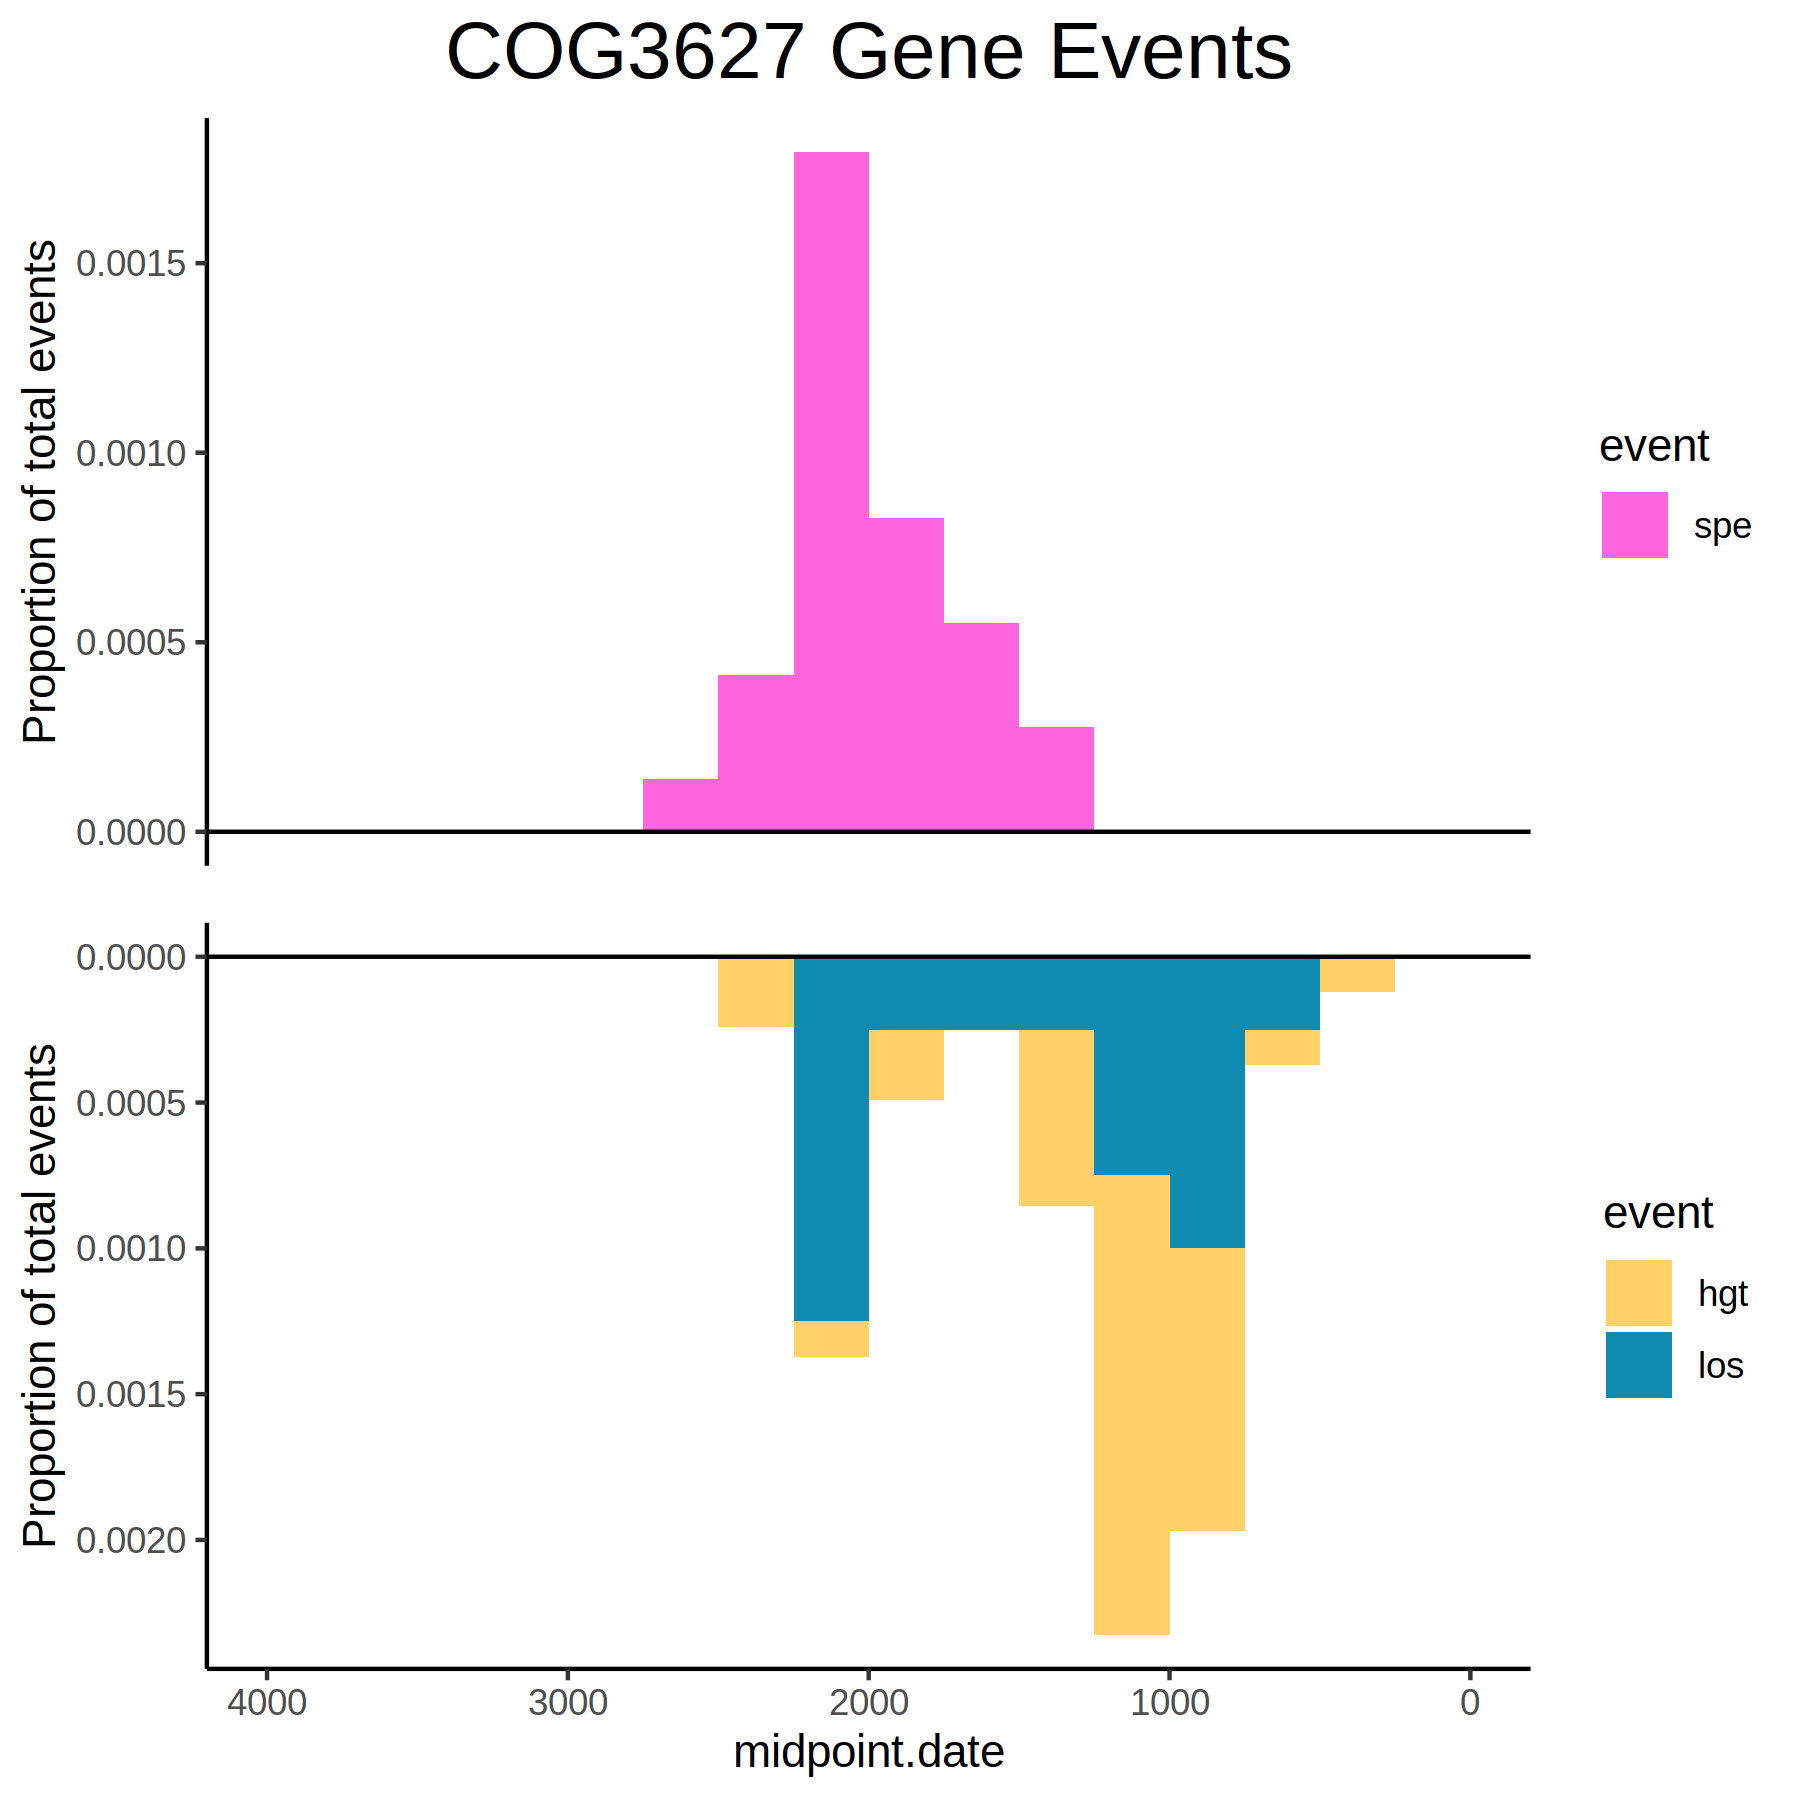 COG3627 Gene Events
Proportion of total events
0.0015
0.0010
0.0005
0.0000
event
spe
Proportion of total events
0.0000
0.0005
0.0010
0.0015
0.0020
event
hgt
los
4000 3000 2000 1000 0
midpoint.date